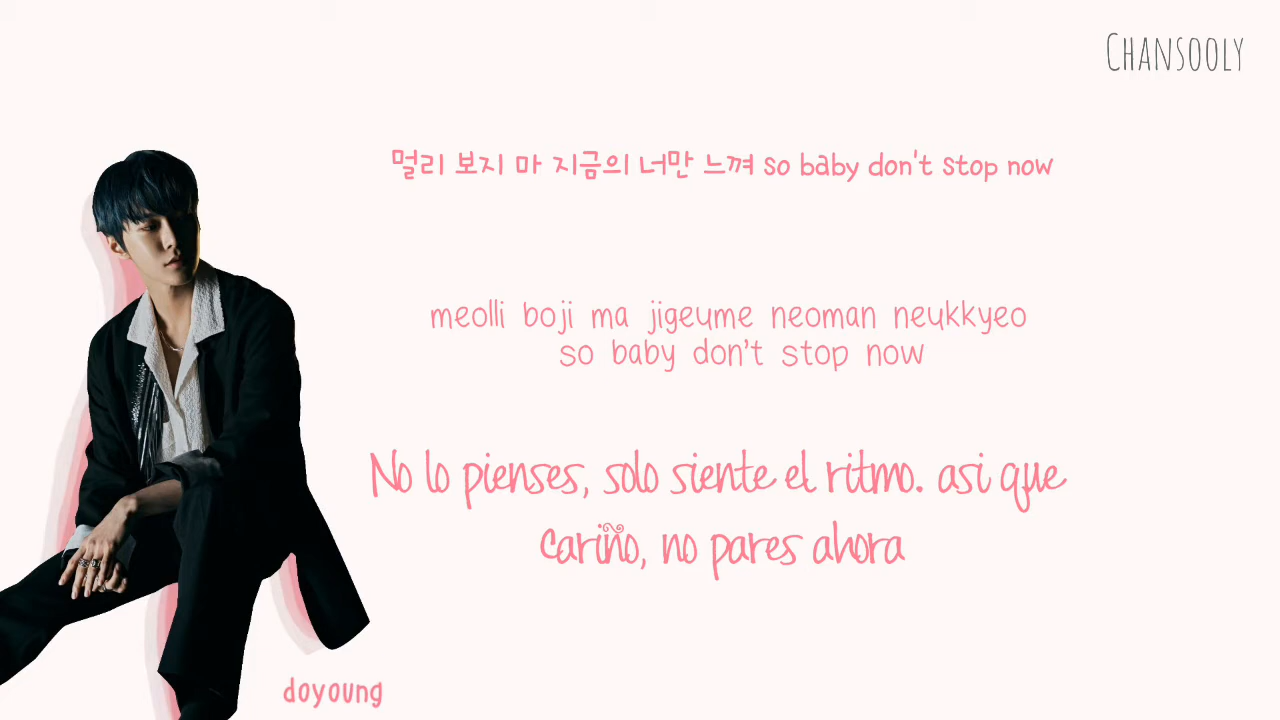 CHANSOOLY
멀리 보지 마 지금의 너만 느껴 so baby don't stop now
meolli boji ma jigeume neoman neukkyeo
so baby don't stop now
No lo pienses, solo siente el ritmo. asi que
cariño, no pares ahora
doyoung